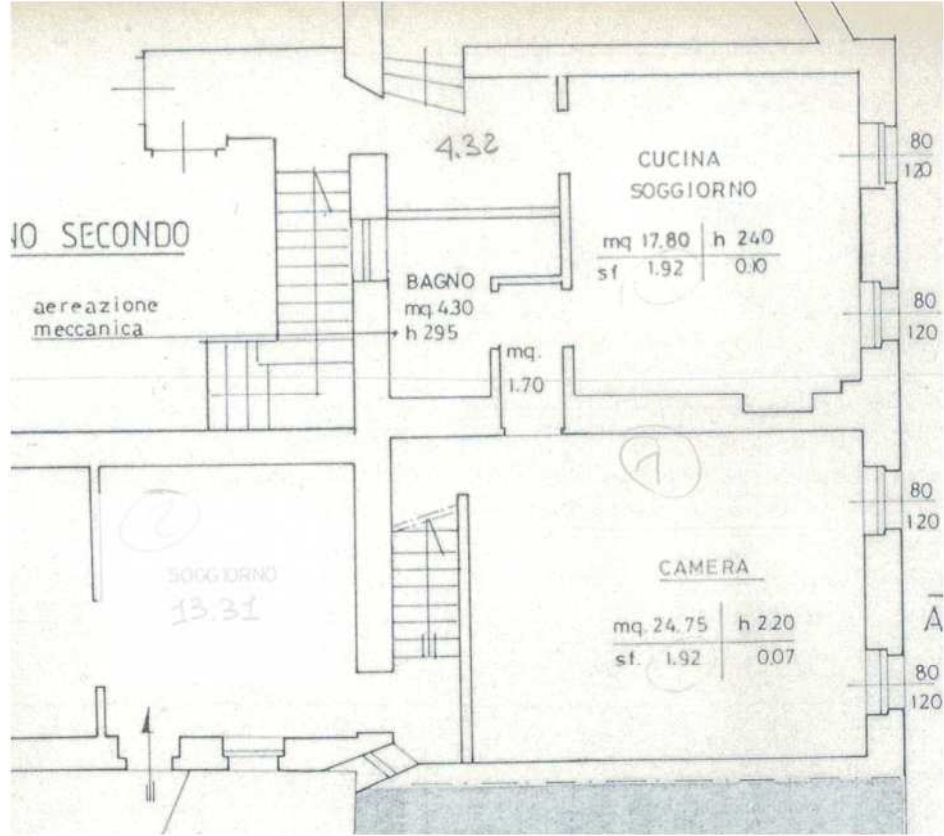 4.32
CUCINA
SOGGIORNO
mq 17.80 h 240
sf 1.92 0.10
80
120
80
120
NO SECONDO
aereazione
meccanica
BAGNO
mq. 4.30
h 295
mq.
1.70
1
2
SOGGIORNO
13.31
CAMERA
mq. 24.75 h 2.20
sf. 1.92 0.07
80
120
A
80
120